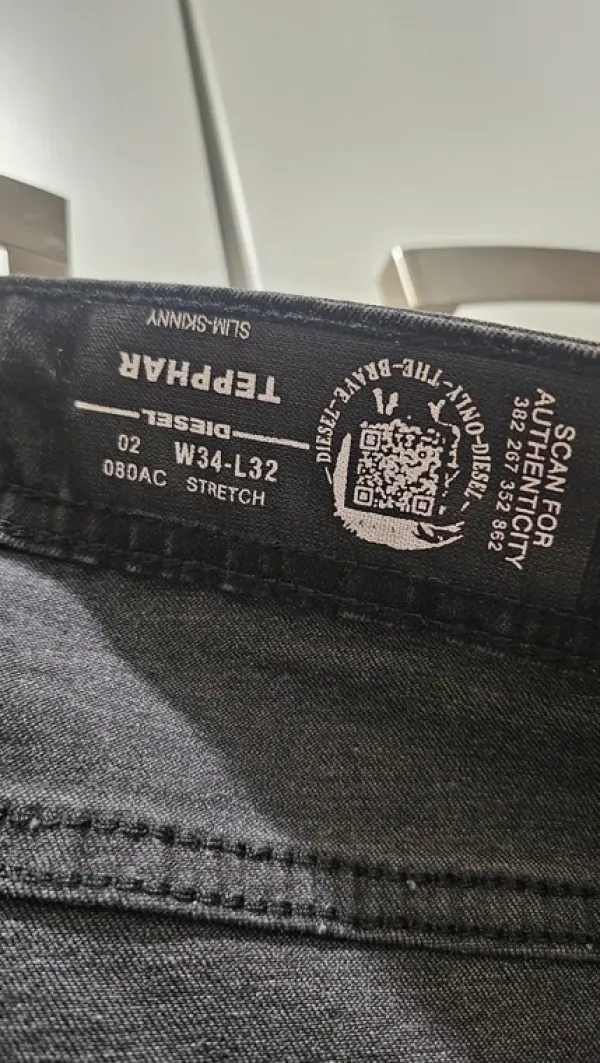 SLIM-SKINNY
TEPPHAR
DIESEL
02 W34-L32
080AC STRETCH
DIESEL-ONLY-THE-BRAVE-DIESEL-
SCAN FOR
AUTHENTICITY
382 267 352 862